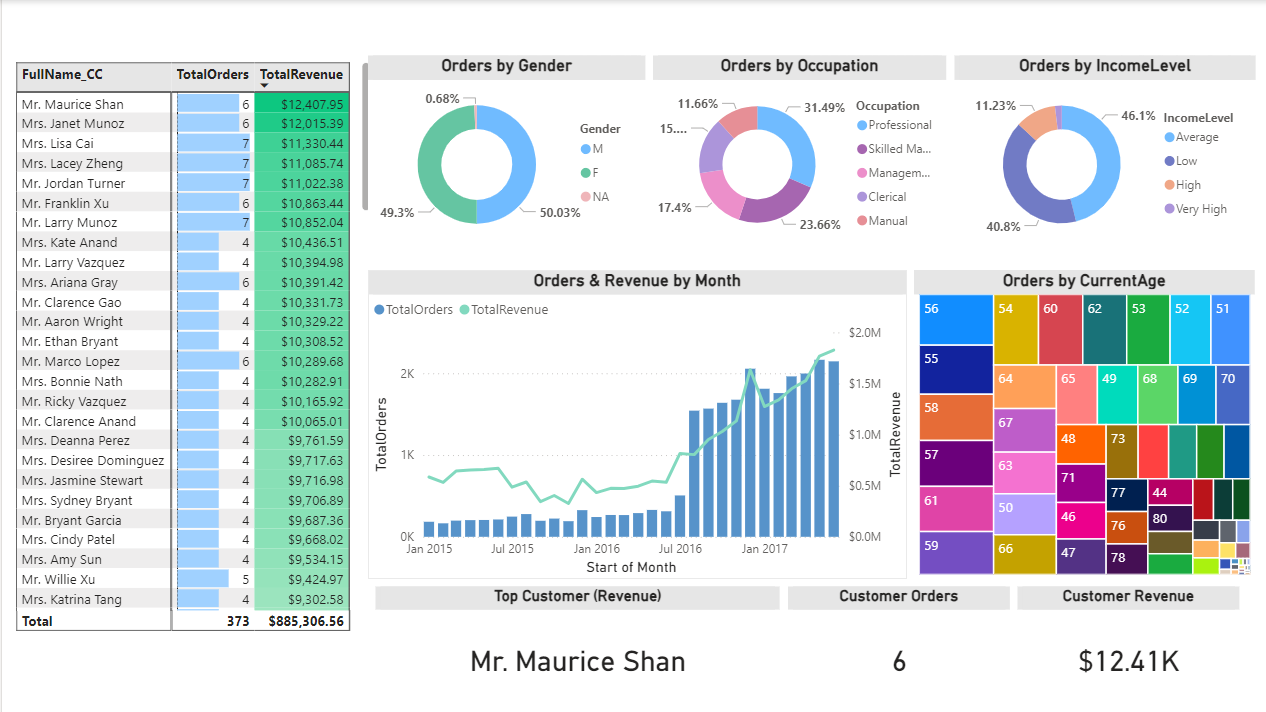 FullName_CC TotalOrders TotalRevenue
Mr. Maurice Shan 6 $12,407.95
Mrs. Janet Munoz 6 $12,015.39
Mrs. Lisa Cai 7 $11,330.44
Mrs. Lacey Zheng 7 $11,085.74
Mr. Jordan Turner 7 $11,022.38
Mr. Franklin Xu 6 $10,863.44
Mr. Larry Munoz 7 $10,852.04
Mrs. Kate Anand 4 $10,436.51
Mr. Larry Vazquez 4 $10,394.98
Mrs. Ariana Gray 6 $10,391.42
Mr. Clarence Gao 4 $10,331.73
Mr. Aaron Wright 4 $10,329.22
Mr. Ethan Bryant 4 $10,308.52
Mr. Marco Lopez 6 $10,289.68
Mrs. Bonnie Nath 4 $10,282.91
Mr. Ricky Vazquez 4 $10,165.92
Mr. Clarence Anand 4 $10,065.01
Mrs. Deanna Perez 4 $9,761.59
Mrs. Desiree Dominguez 4 $9,717.63
Mrs. Jasmine Stewart 4 $9,716.98
Mrs. Sydney Bryant 4 $9,706.89
Mr. Bryant Garcia 4 $9,687.36
Mrs. Cindy Patel 4 $9,668.02
Mrs. Amy Sun 4 $9,534.15
Mr. Willie Xu 5 $9,424.97
Mrs. Katrina Tang 4 $9,302.58
Total 373 $885,306.56
Orders by Gender
0.68%
49.3%
50.03%
Gender
M
F
NA
Orders by Occupation
11.66%
31.49%
15....
17.4%
23.66%
Occupation
Professional
Skilled Ma...
Managem...
Clerical
Manual
Orders by IncomeLevel
11.23%
46.1%
40.8%
IncomeLevel
Average
Low
High
Very High
Orders & Revenue by Month
TotalOrders TotalRevenue
TotalOrders
2K
1K
0K
$2.0M
$1.5M
$1.0M
$0.5M
$0.0M
TotalRevenue
Jan 2015 Jul 2015 Jan 2016 Jul 2016 Jan 2017
Start of Month
Orders by CurrentAge
56 54 60 62 53 52 51
55
64 65 49 68 69 70
58
67
48 73
57
63
71
77 44
61
50
46
76 80
59
66
47
78
Top Customer (Revenue)
Mr. Maurice Shan
Customer Orders
6
Customer Revenue
$12.41K